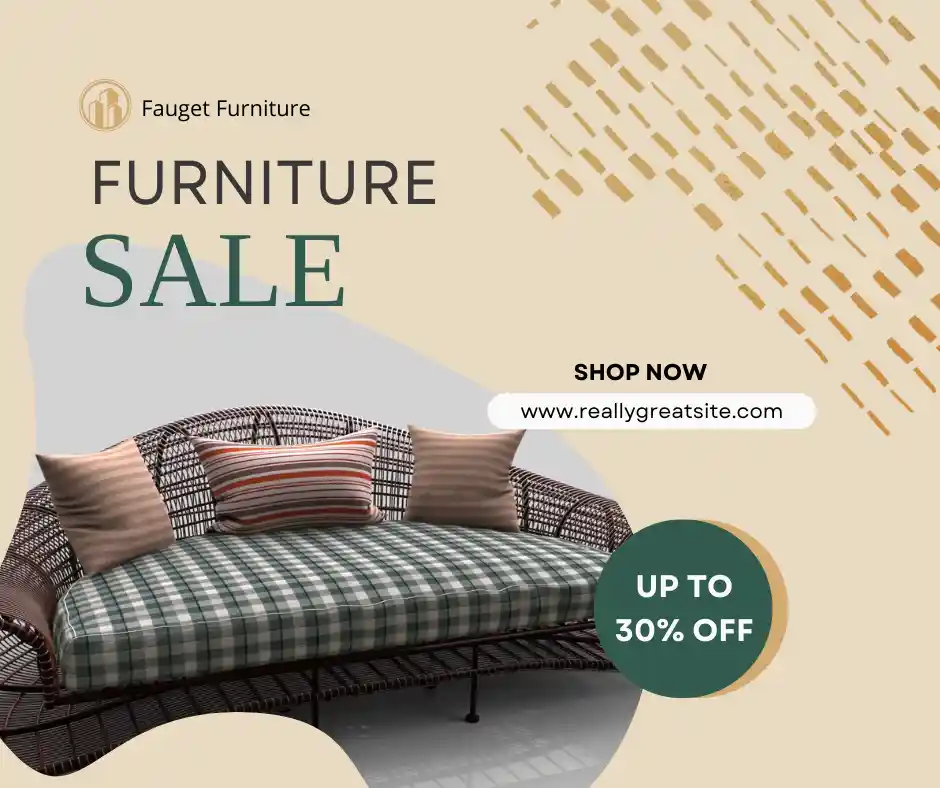 Fauget Furniture
FURNITURE
SALE
SHOP NOW
www.reallygreatsite.com
UP TO
30% OFF